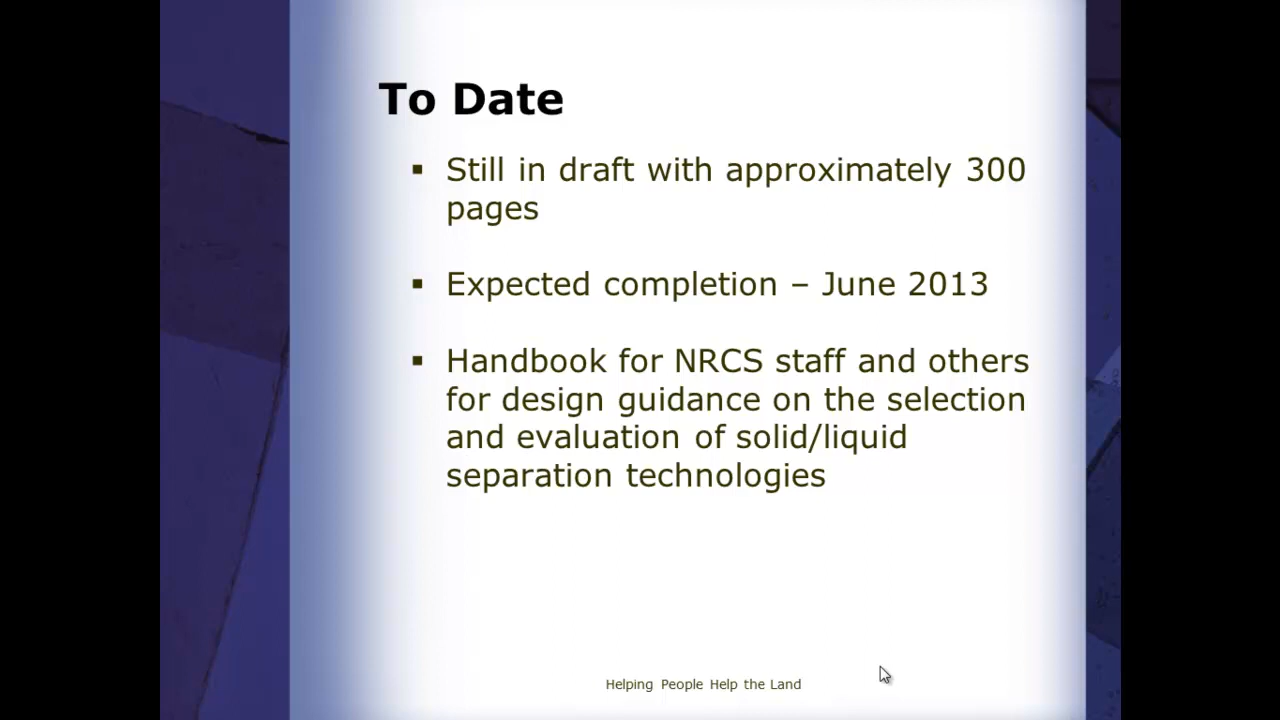 To Date
▪ Still in draft with approximately 300
pages
▪ Expected completion – June 2013
▪ Handbook for NRCS staff and others
for design guidance on the selection
and evaluation of solid/liquid
separation technologies
Helping People Help the Land